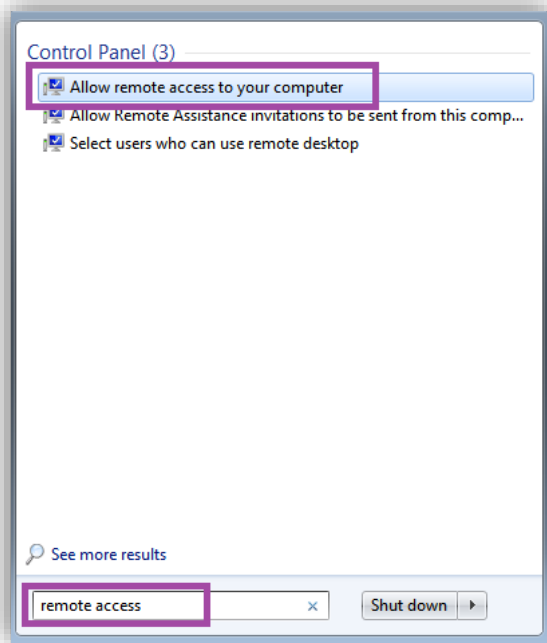 Control Panel (3)
Allow remote access to your computer
Allow Remote Assistance invitations to be sent from this comp...
Select users who can use remote desktop
See more results
remote access
Shut down